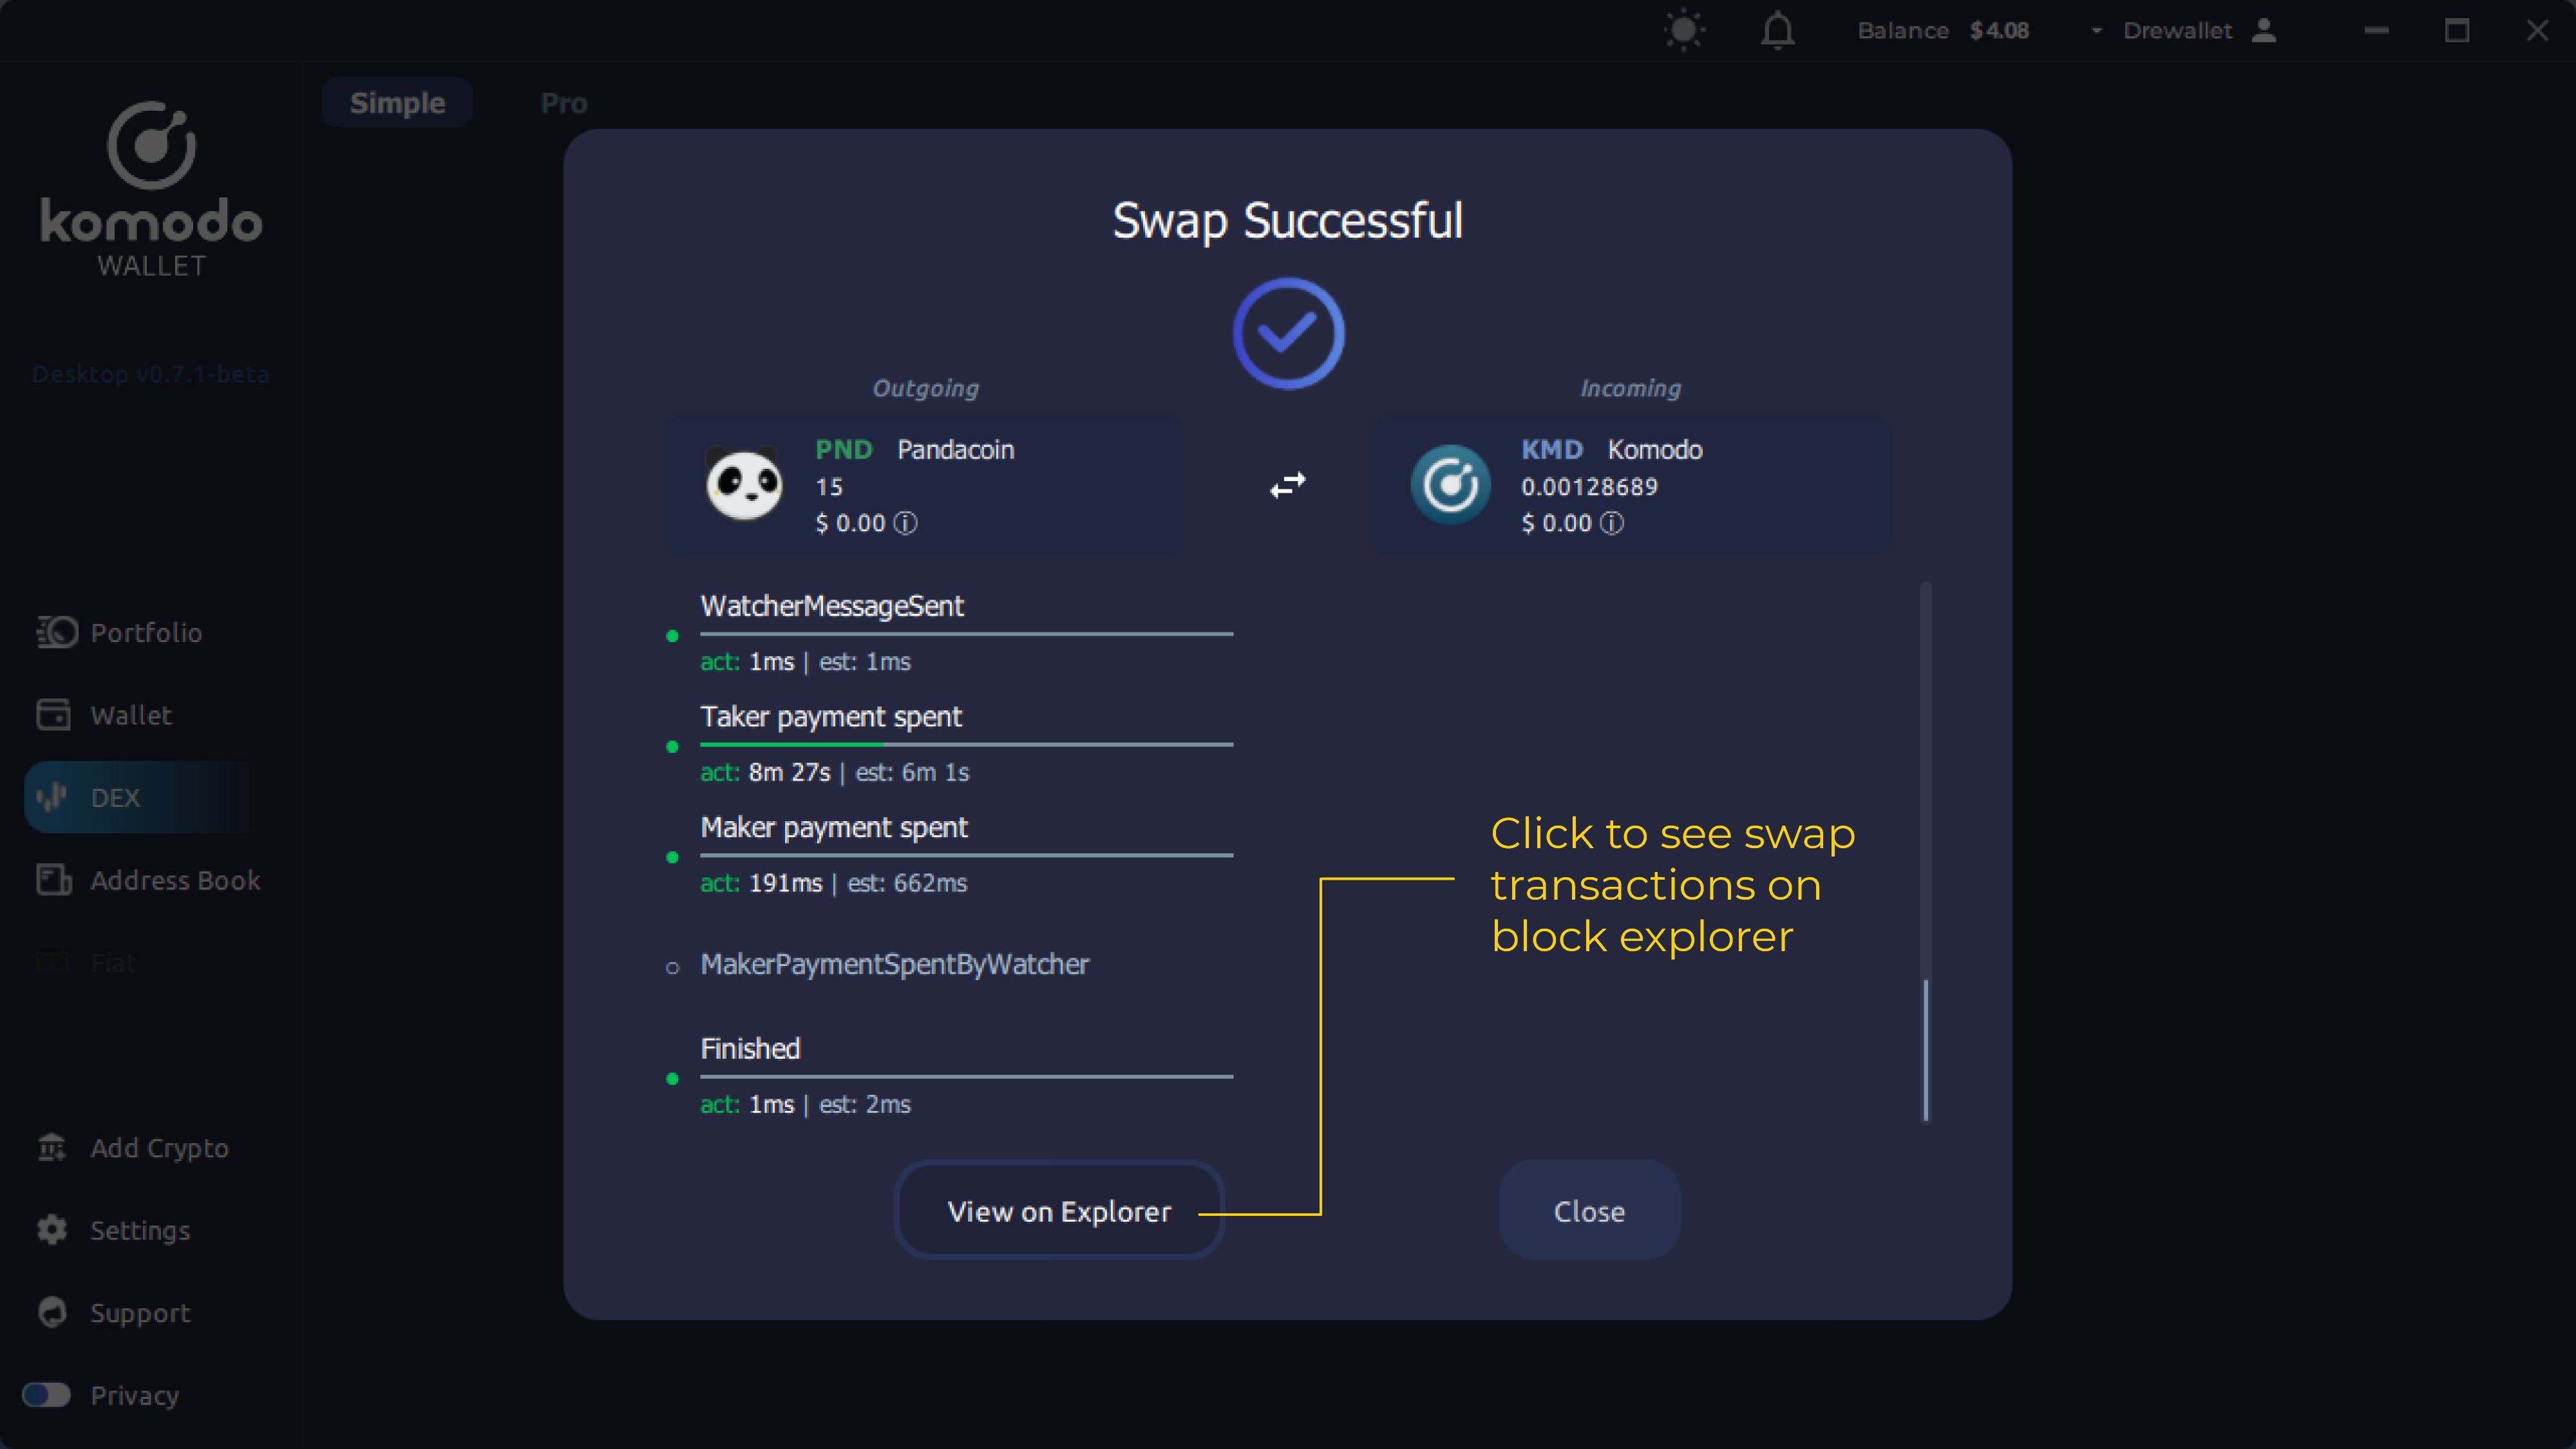 Balance $ 4.08
Drewallet
komodo
WALLET
Desktop v0.7.1-beta
Portfolio
Wallet
DEX
Address Book
Fiat
Add Crypto
Settings
Support
Privacy
Simple
Pro
Swap Successful
Outgoing
PND Pandacoin
15
$ 0.00
Incoming
KMD Komodo
0.00128689
$ 0.00
WatcherMessageSent
act: 1ms | est: 1ms
Taker payment spent
act: 8m 27s | est: 6m 1s
Maker payment spent
act: 191ms | est: 662ms
MakerPaymentSpentByWatcher
Finished
act: 1ms | est: 2ms
Click to see swap
transactions on
block explorer
View on Explorer
Close